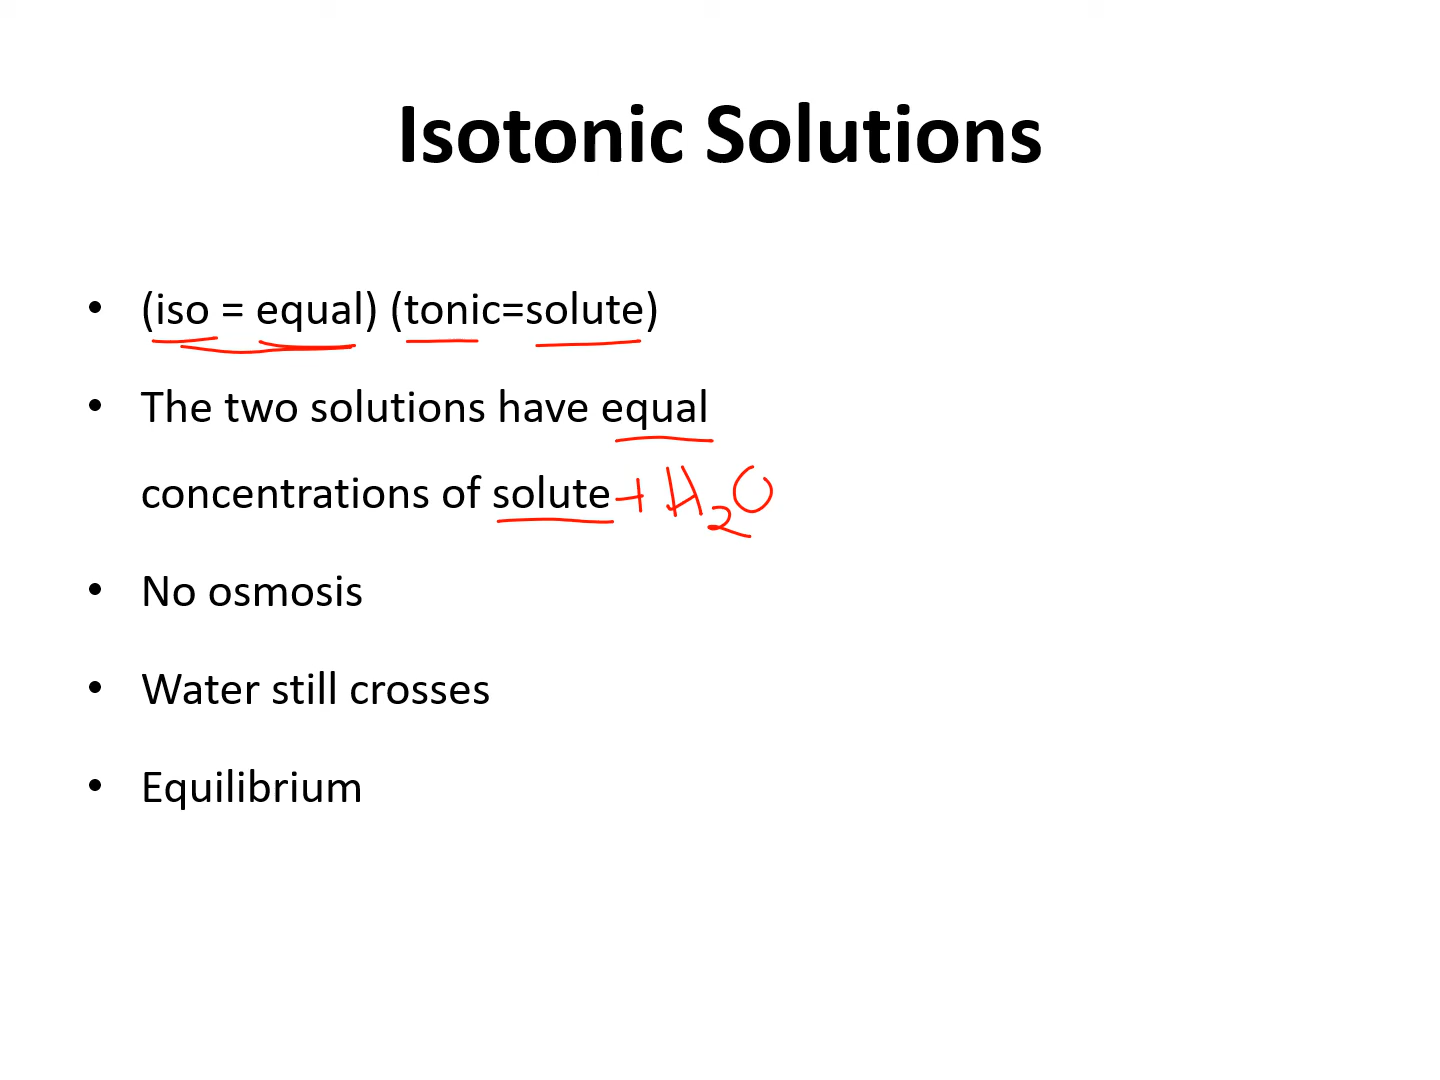 Isotonic Solutions
• (iso = equal) (tonic=solute)
• The two solutions have equal
concentrations of solute + H₂O
• No osmosis
• Water still crosses
• Equilibrium